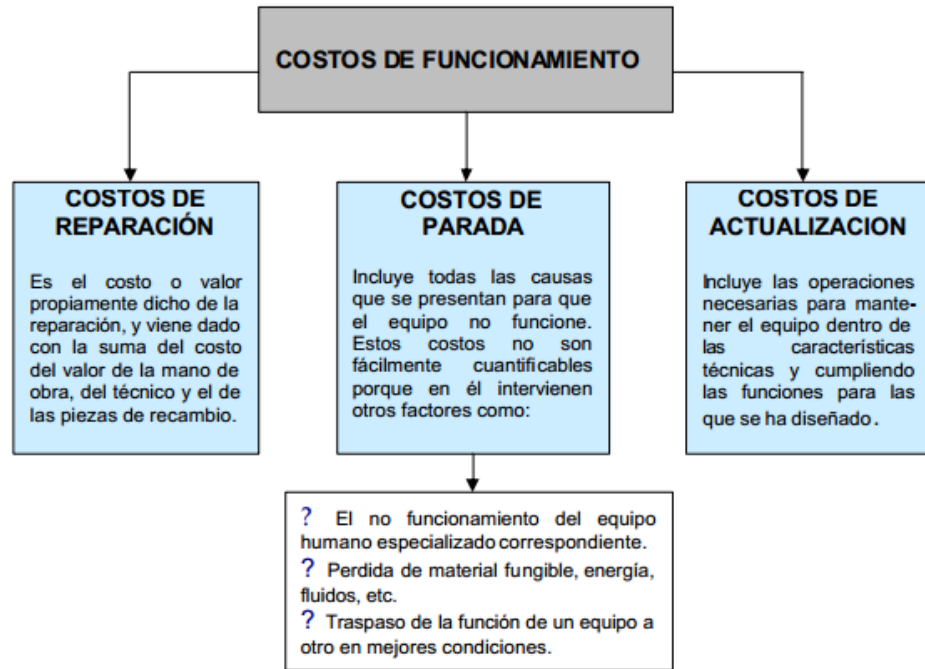 COSTOS DE FUNCIONAMIENTO
COSTOS DE
REPARACIÓN
Es el costo o valor
propiamente dicho de la
reparación, y viene dado
con la suma del costo
del valor de la mano de
obra, del técnico y el de
las piezas de recambio.
COSTOS DE
PARADA
Incluye todas las causas
que se presentan para que
el equipo no funcione.
Estos costos no son
fácilmente cuantificables
porque en él intervienen
otros factores como:
? El no funcionamiento del equipo
humano especializado correspondiente.
? Perdida de material fungible, energía,
fluidos, etc.
? Traspaso de la función de un equipo a
otro en mejores condiciones.
COSTOS DE
ACTUALIZACION
Incluye las operaciones
necesarias para mante-
ner el equipo dentro de
las características
técnicas y cumpliendo
las funciones para las
que se ha diseñado.